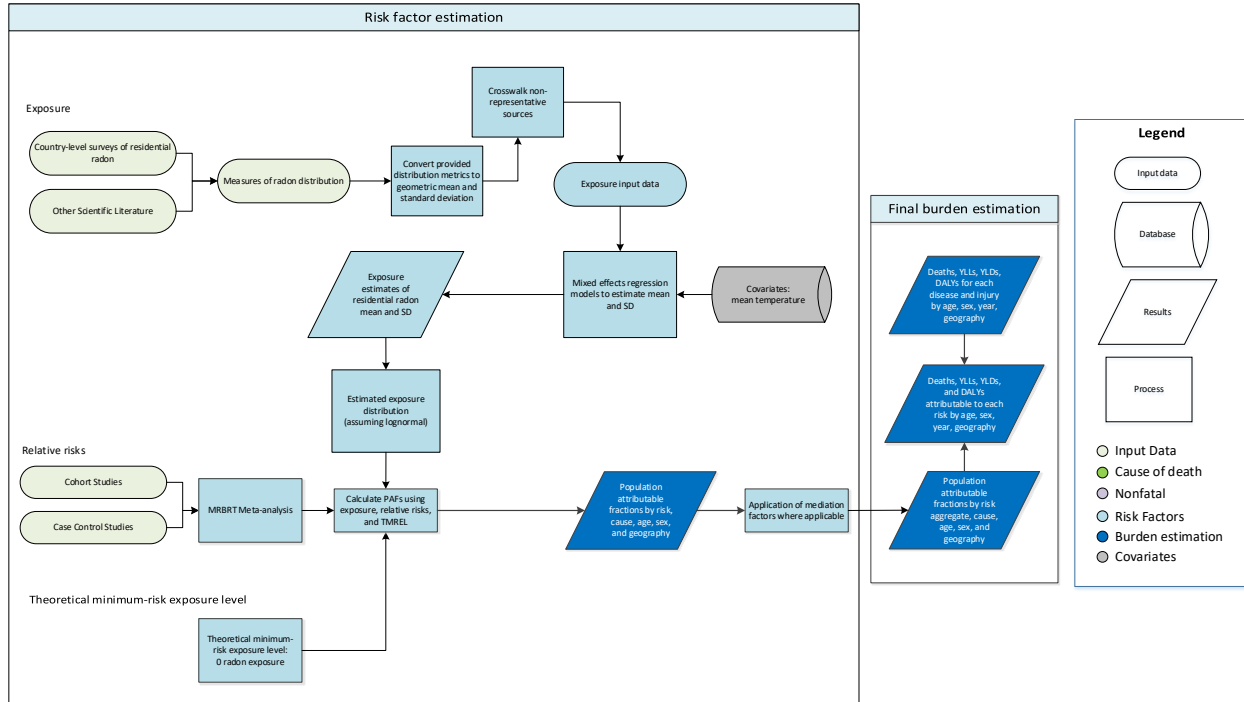 Risk factor estimation
Exposure
Country-level surveys of residential
radon
Other Scientific Literature
Measures of radon distribution
Convert provided
distribution metrics to
geometric mean and
standard deviation
Crosswalk non-
representative
sources
Exposure input data
Mixed effects regression
models to estimate mean
and SD
Covariates:
mean temperature
Exposure
estimates of
residential radon
mean and SD
Estimated exposure
distribution
(assuming lognormal)
Relative risks
Cohort Studies
Case Control Studies
MRBRT Meta-analysis
Calculate PAFs using
exposure, relative risks,
and TMREL
Population
attributable
fractions by risk,
cause, age, sex,
and geography
Application of mediation
factors where applicable
Theoretical minimum-risk exposure level
Theoretical minimum-
risk exposure level:
0 radon exposure
Final burden estimation
Deaths, YLLs, YLDs,
DALYs for each
disease and injury
by age, sex, year,
geography
Deaths, YLLs, YLDs,
and DALYs
attributable to each
risk by age, sex,
year, geography
Population
attributable
fractions by risk
aggregate, cause,
age, sex, and
geography
Legend
Input data
Database
Results
Process
Input Data
Cause of death
Nonfatal
Risk Factors
Burden estimation
Covariates